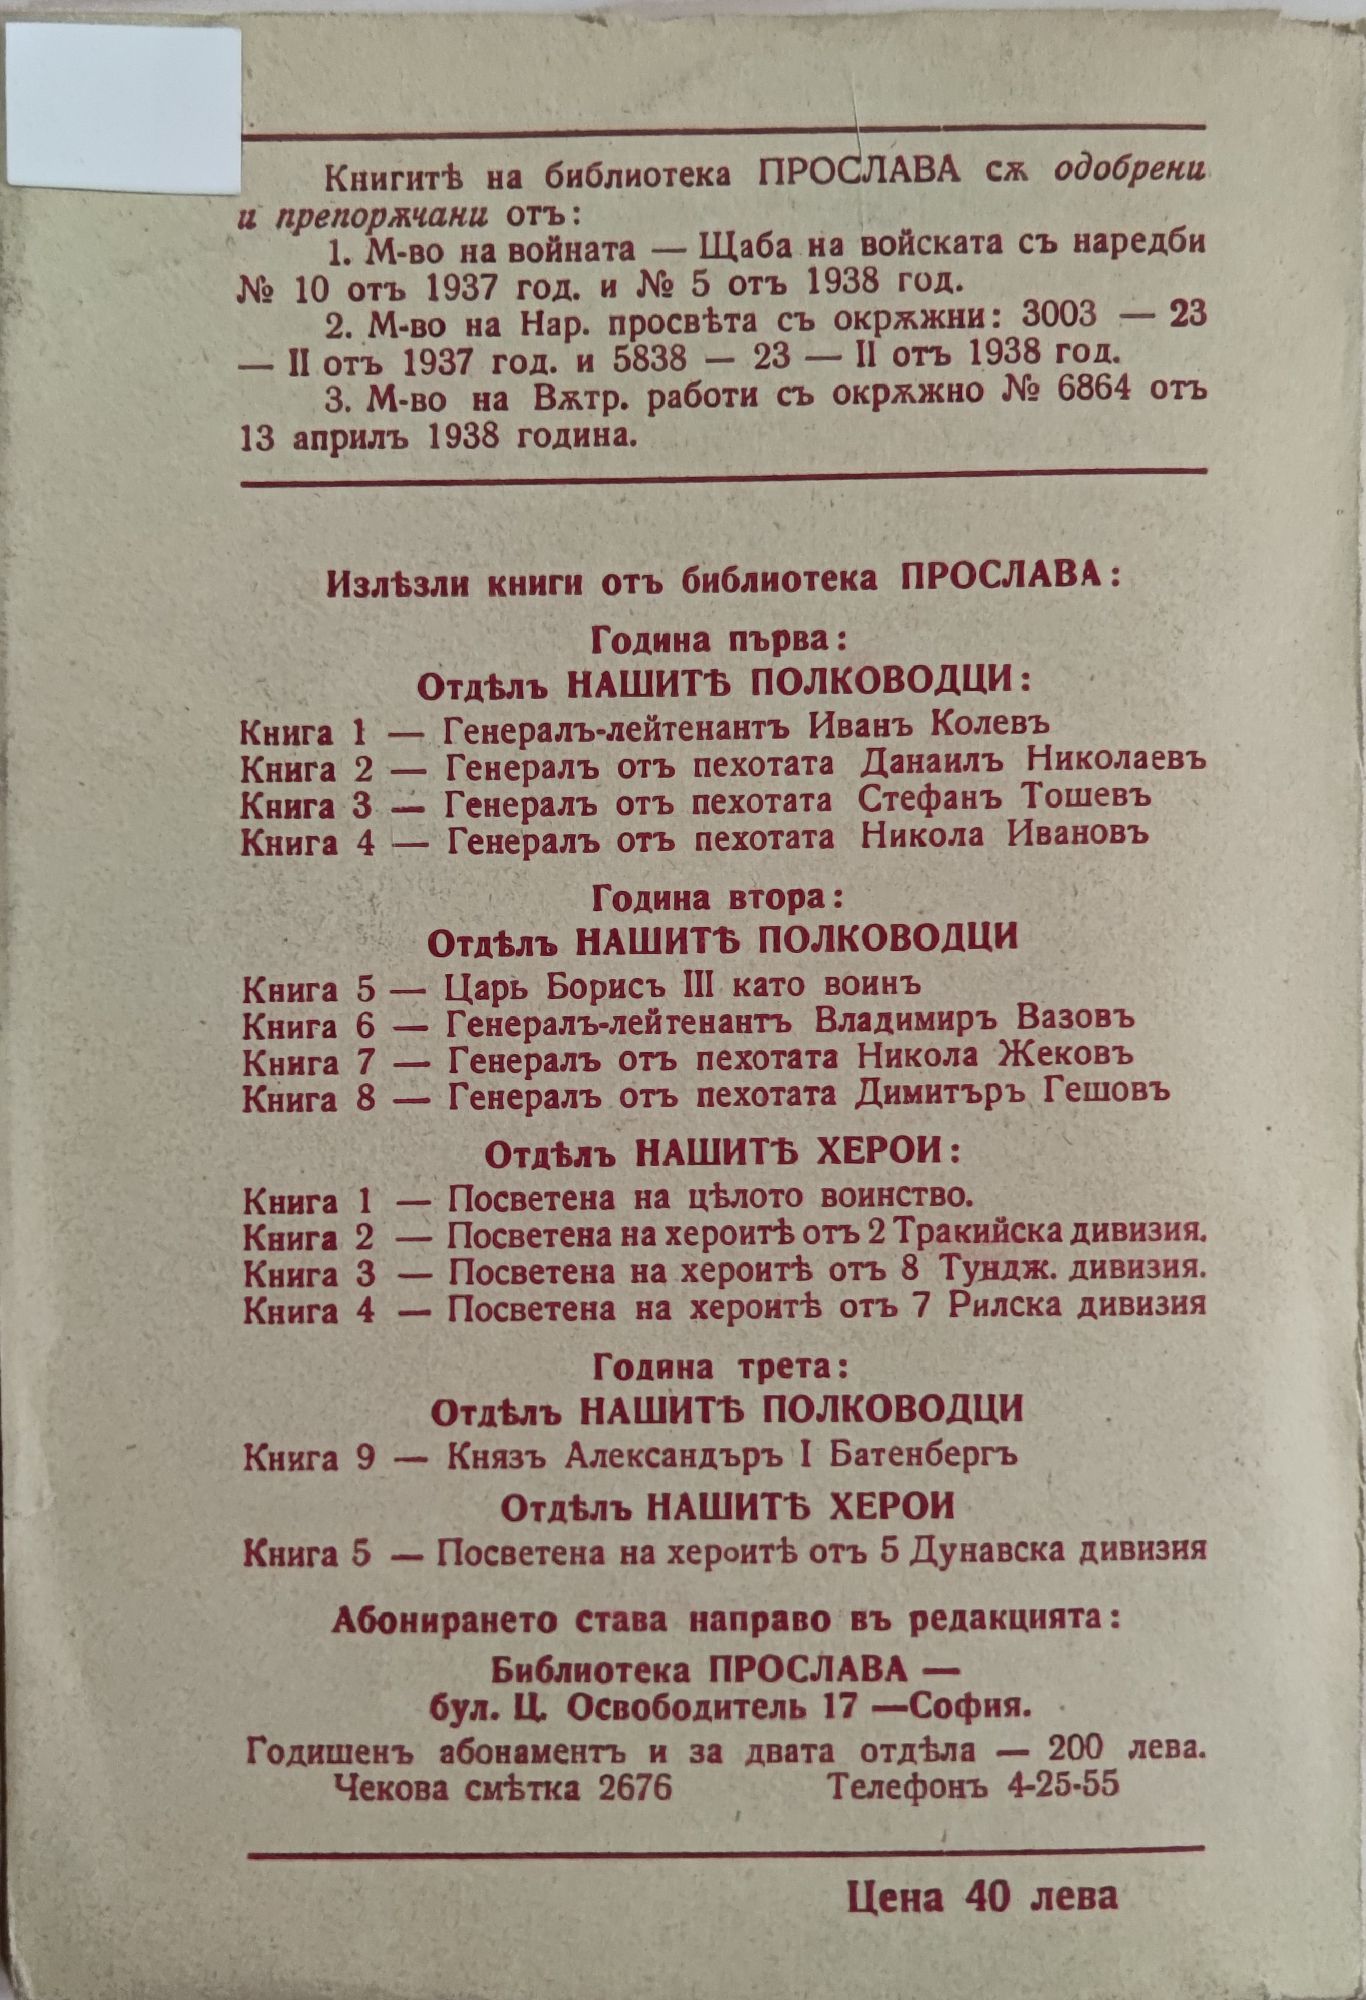 Книгитѣ на библиотека ПРОСЛАВА сѫ одобрени
и препорѫчани отъ:
1. М-во на войната — Щаба на войската съ наредби
№ 10 отъ 1937 год. и № 5 отъ 1938 год.
2. М-во на Нар. просвѣта съ окрѫжни: 3003 — 23
— II отъ 1937 год. и 5838 — 23 — II отъ 1938 год.
3. М-во на Вѫтр. работи съ окрѫжно № 6864 отъ
13 априлъ 1938 година.
Излѣзли книги отъ библиотека ПРОСЛАВА:
Година първа:
Отдѣлъ НАШИТѢ ПОЛКОВОДЦИ:
Книга 1 — Генералъ-лейтенантъ Иванъ Колевъ
Книга 2 — Генералъ отъ пехотата Данаилъ Николаевъ
Книга 3 — Генералъ отъ пехотата Стефанъ Тошевъ
Книга 4 — Генералъ отъ пехотата Никола Ивановъ
Година втора:
Отдѣлъ НАШИТѢ ПОЛКОВОДЦИ
Книга 5 — Царь Борисъ III като воинъ
Книга 6 — Генералъ-лейтенантъ Владимиръ Вазовъ
Книга 7 — Генералъ отъ пехотата Никола Жековъ
Книга 8 — Генералъ отъ пехотата Димитъръ Гешовъ
Отдѣлъ НАШИТѢ ХЕРОИ:
Книга 1 — Посветена на цѣлото воинство.
Книга 2 — Посветена на хероитѣ отъ 2 Тракийска дивизия.
Книга 3 — Посветена на хероитѣ отъ 8 Тундж. дивизия.
Книга 4 — Посветена на хероитѣ отъ 7 Рилска дивизия
Година трета:
Отдѣлъ НАШИТѢ ПОЛКОВОДЦИ
Книга 9 — Князъ Александъръ I Батенбергъ
Отдѣлъ НАШИТѢ ХЕРОИ
Книга 5 — Посветена на хероитѣ отъ 5 Дунавска дивизия
Абонирането става направо въ редакцията:
Библиотека ПРОСЛАВА —
бул. Ц. Освободитель 17 —София.
Годишенъ абонаментъ и за двата отдѣла — 200 лева.
Чекова смѣтка 2676 Телефонъ 4-25-55
Цена 40 лева